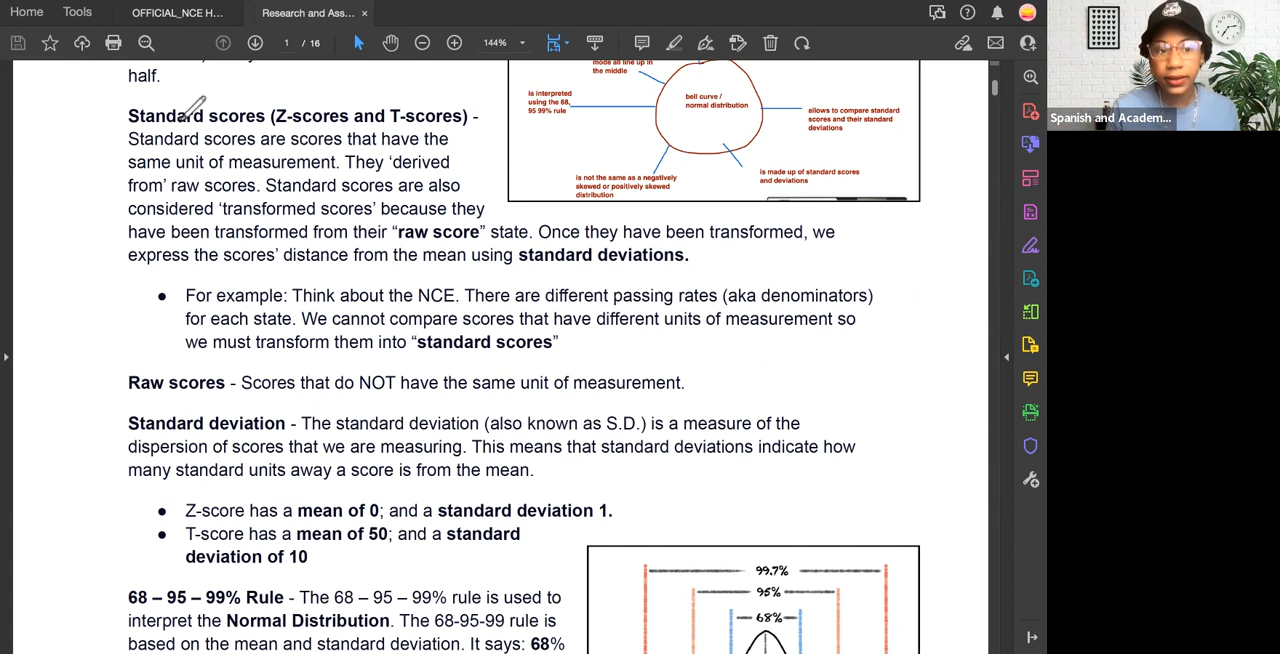 Home
Tools
OFFICIAL_NCE H...
Research and Ass...
×
1 / 16
144%
half.
Standard scores (Z-scores and T-scores) -
Standard scores are scores that have the
same unit of measurement. They ‘derived
from’ raw scores. Standard scores are also
considered ‘transformed scores’ because they
have been transformed from their “raw score” state. Once they have been transformed, we
express the scores’ distance from the mean using standard deviations.
mode all line up in
the middle
is interpreted
using the 68,
95 99% rule
bell curve /
normal distribution
allows to compare standard
scores and their standard
deviations
is not the same as a negatively
skewed or positively skewed
distribution
is made up of standard scores
and deviations
● For example: Think about the NCE. There are different passing rates (aka denominators)
for each state. We cannot compare scores that have different units of measurement so
we must transform them into “standard scores”
Raw scores - Scores that do NOT have the same unit of measurement.
Standard deviation - The standard deviation (also known as S.D.) is a measure of the
dispersion of scores that we are measuring. This means that standard deviations indicate how
many standard units away a score is from the mean.
● Z-score has a mean of 0; and a standard deviation 1.
● T-score has a mean of 50; and a standard
deviation of 10
68 – 95 – 99% Rule - The 68 – 95 – 99% rule is used to
interpret the Normal Distribution. The 68-95-99 rule is
based on the mean and standard deviation. It says: 68%
99.7%
95%
68%
Spanish and Academ...